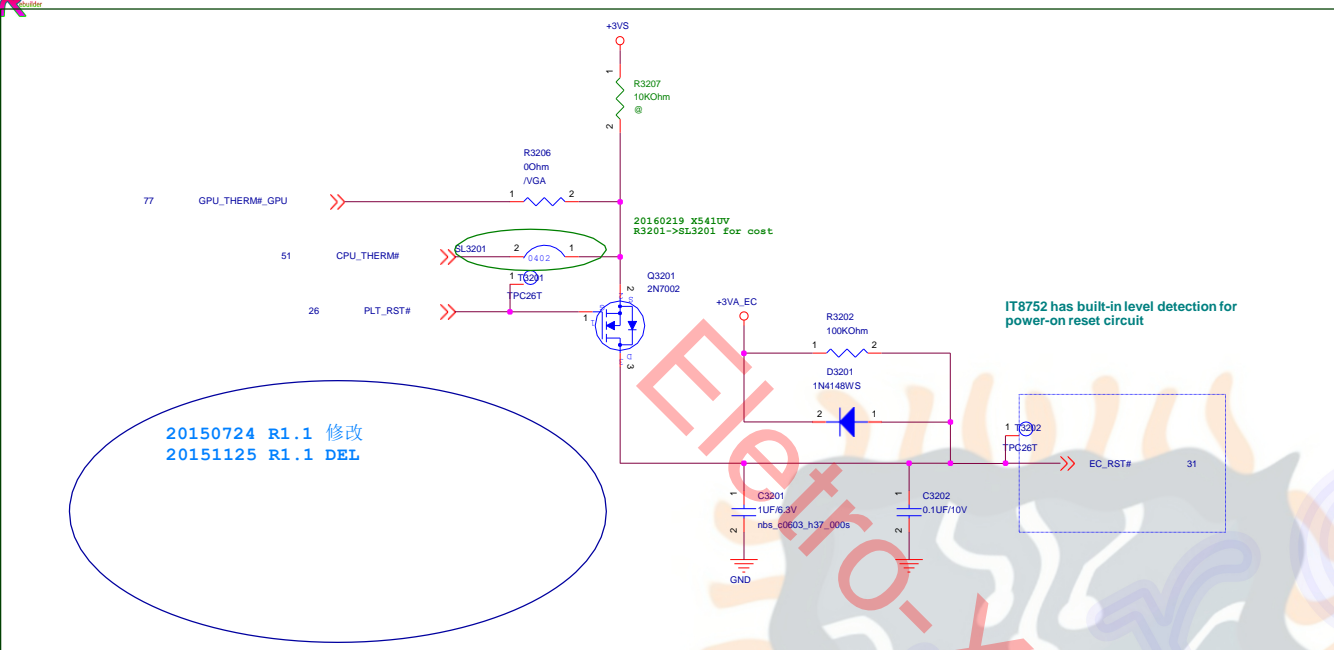 ebuilder
+3VS
1
R3207
10KOhm
@
2
R3206
0Ohm
/VGA
1 2
77 GPU_THERM#_GPU
20160219 X541UV
R3201->SL3201 for cost
51 CPU_THERM#
SL3201 2 1
0402
1 T3201
TPC26T
26 PLT_RST#
Q3201
2N7002
2
1
3
+3VA_EC
R3202
100KOhm
1 2
D3201
1N4148WS
2 1
IT8752 has built-in level detection for
power-on reset circuit
1 T3202
TPC26T
EC_RST# 31
20150724 R1.1 修改
20151125 R1.1 DEL
1
C3201
1UF/6.3V
nbs_c0603_h37_000s
2
GND
1
C3202
0.1UF/10V
2
Eletro-X